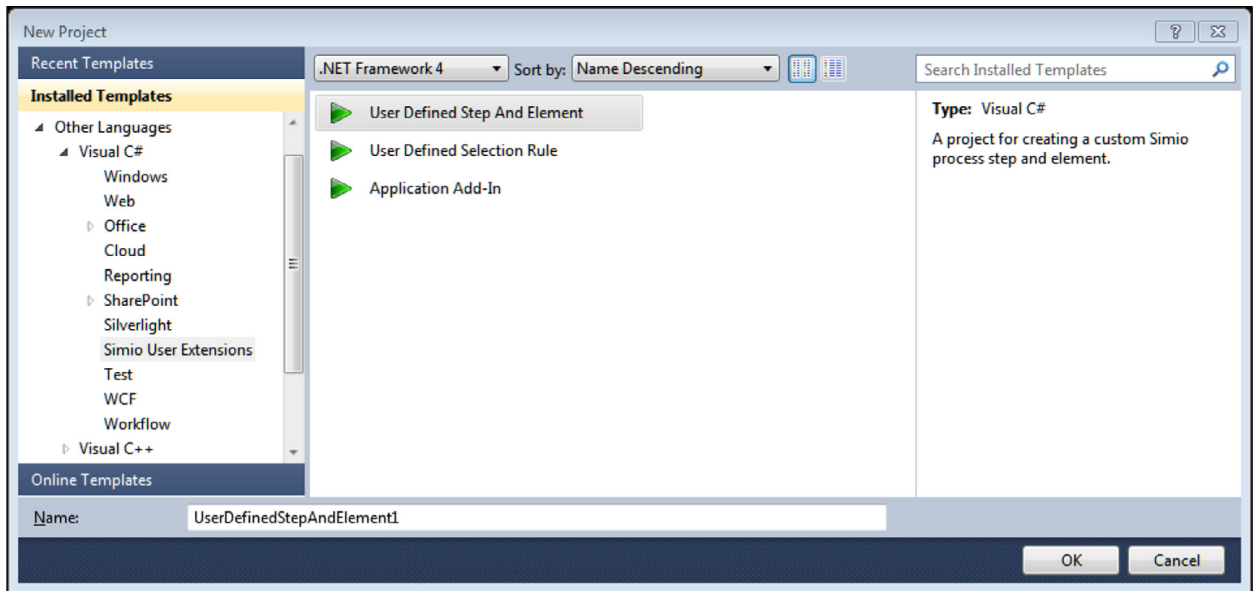 New Project
Recent Templates
.NET Framework 4
Sort by:
Name Descending
Search Installed Templates
Installed Templates
Other Languages
Visual C#
Windows
Web
Office
Cloud
Reporting
SharePoint
Silverlight
Simio User Extensions
Test
WCF
Workflow
Visual C++
Online Templates
User Defined Step And Element
User Defined Selection Rule
Application Add-In
Type: Visual C#
A project for creating a custom Simio
process step and element.
Name:
UserDefinedStepAndElement1
OK
Cancel